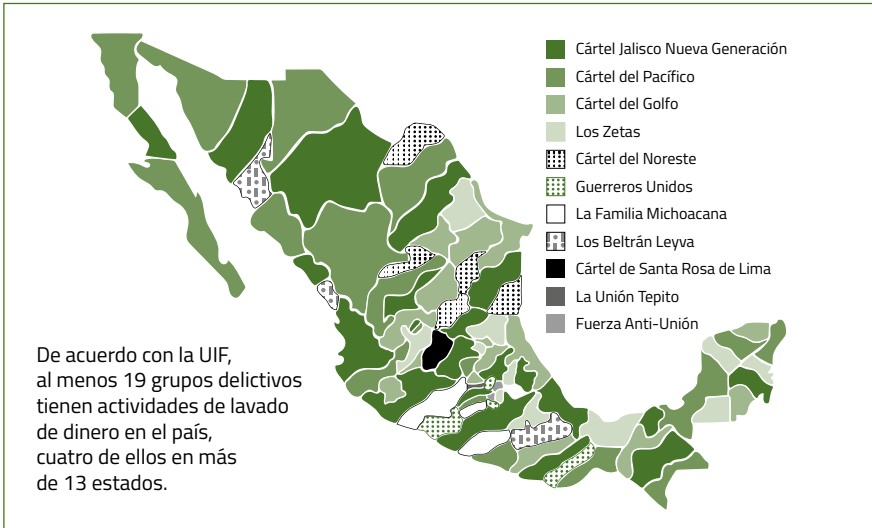 Cártel Jalisco Nueva Generación
Cártel del Pacífico
Cártel del Golfo
Los Zetas
Cártel del Noreste
Guerreros Unidos
La Familia Michoacana
Los Beltrán Leyva
Cártel de Santa Rosa de Lima
La Unión Tepito
Fuerza Anti-Unión
De acuerdo con la UIF,
al menos 19 grupos delictivos
tienen actividades de lavado
de dinero en el país,
cuatro de ellos en más
de 13 estados.